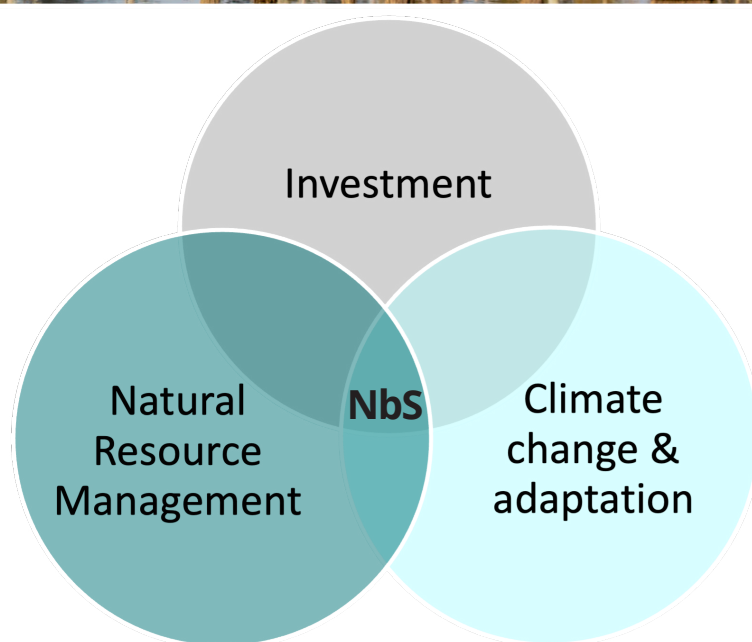 Investment
Natural
Resource
Management
NbS
Climate
change &
adaptation